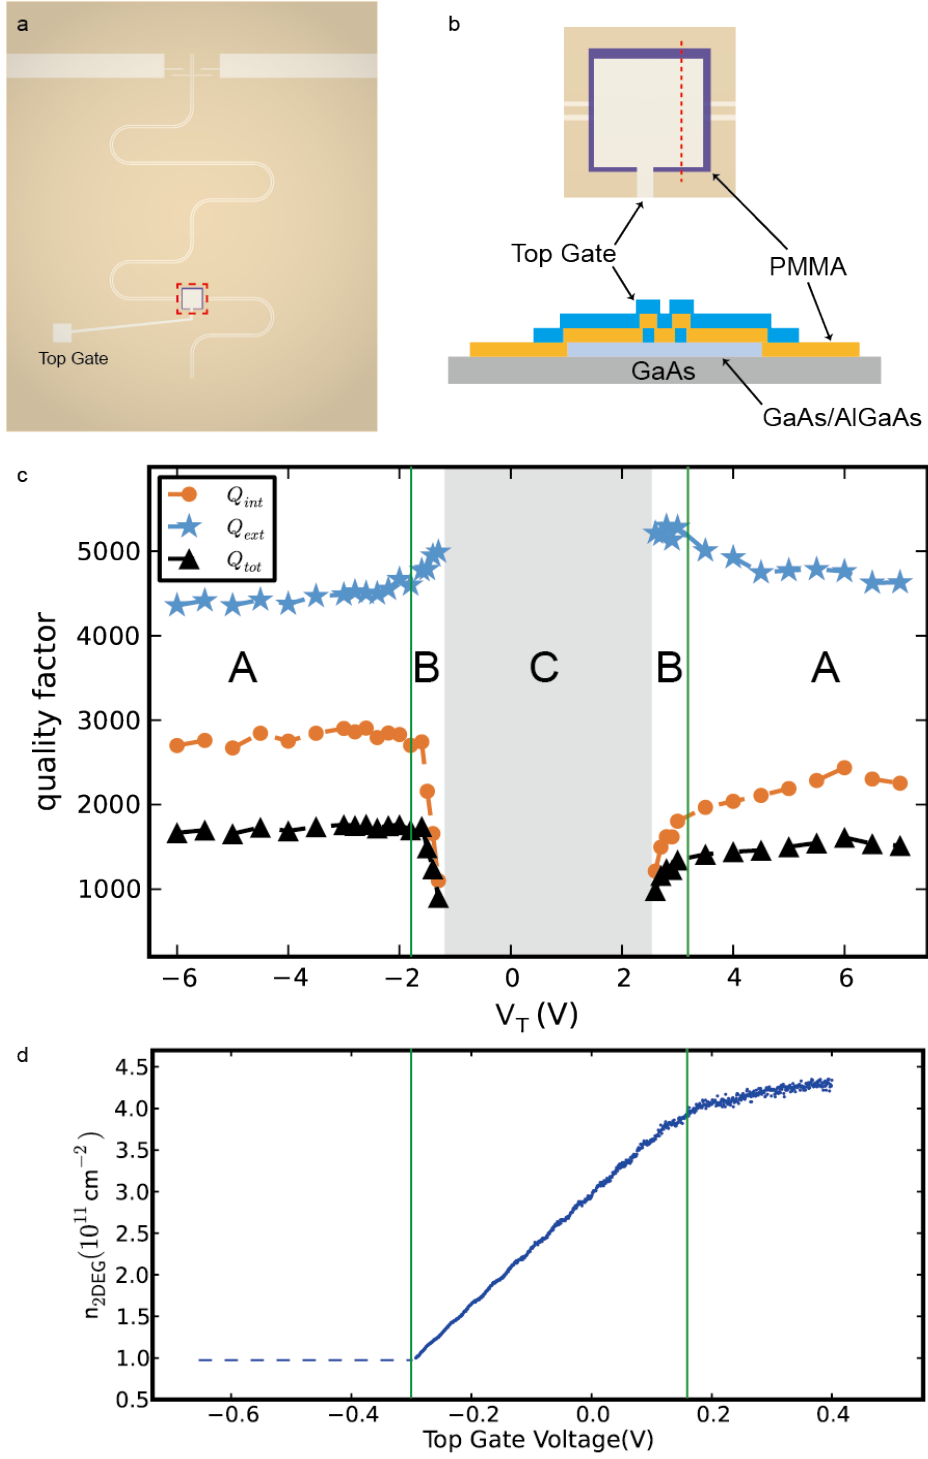 a
Top Gate
b
Top Gate
PMMA
GaAs
GaAs/AlGaAs
c
Q_int
Q_ext
Q_tot
5000
4000
3000
2000
1000
quality factor
A
B
C
B
A
−6
−4
−2
0
2
4
6
V_T (V)
d
4.5
4.0
3.5
3.0
2.5
2.0
1.5
1.0
0.5
n_2DEG(10^11 cm^−2)
−0.6
−0.4
−0.2
0.0
0.2
0.4
Top Gate Voltage(V)